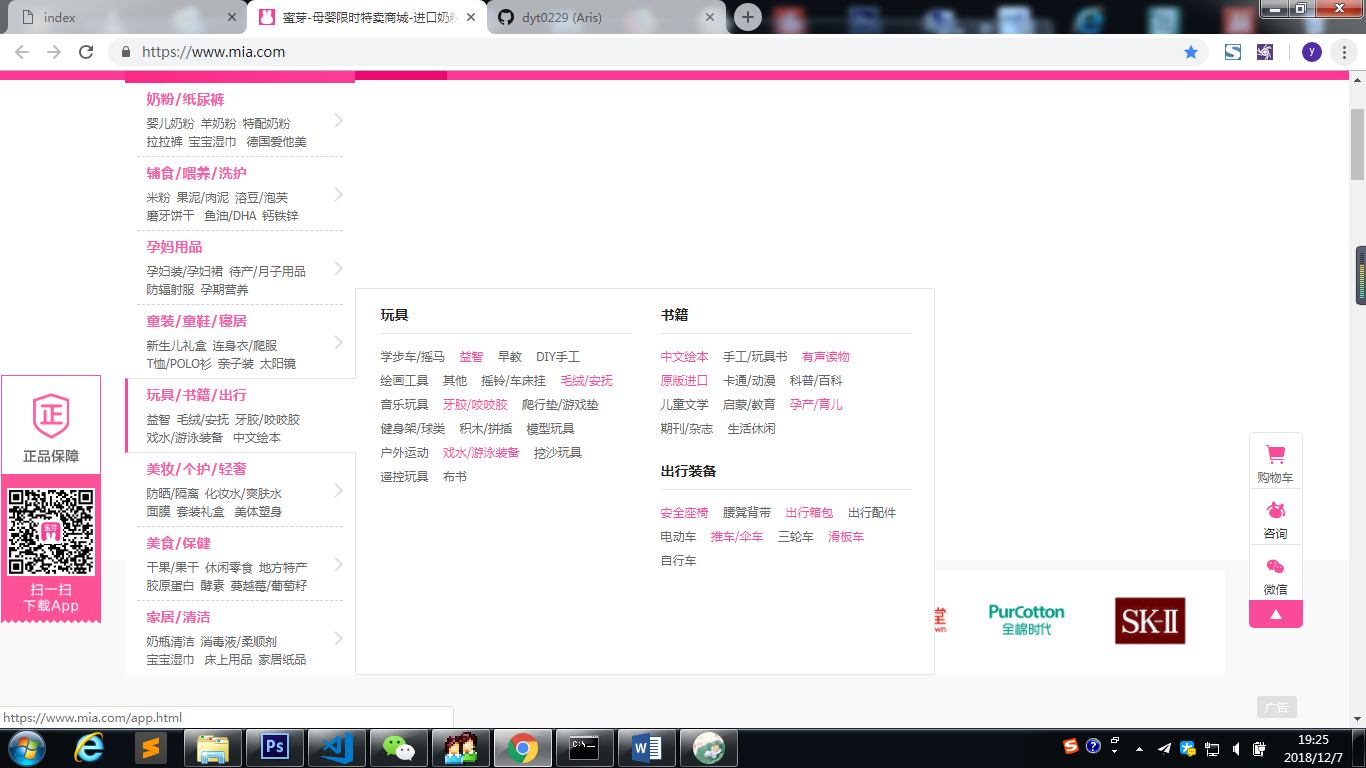 index
蜜芽-母婴限时特卖商城-进口奶粉
dyt0229 (Aris)
https://www.mia.com
y
奶粉/纸尿裤
婴儿奶粉 羊奶粉 特配奶粉
拉拉裤 宝宝湿巾 德国爱他美
辅食/喂养/洗护
米粉 果泥/肉泥 溶豆/泡芙
磨牙饼干 鱼油/DHA 钙铁锌
孕妈用品
孕妇装/孕妇裙 待产/月子用品
防辐射服 孕期营养
童装/童鞋/寝居
新生儿礼盒 连身衣/爬服
T恤/POLO衫 亲子装 太阳镜
玩具/书籍/出行
益智 毛绒/安抚 牙胶/咬咬胶
戏水/游泳装备 中文绘本
美妆/个护/轻奢
防晒/隔离 化妆水/爽肤水
面膜 套装礼盒 美体塑身
美食/保健
干果/果干 休闲零食 地方特产
胶原蛋白 酵素 蔓越莓/葡萄籽
家居/清洁
奶瓶清洁 消毒液/柔顺剂
宝宝湿巾 床上用品 家居纸品
玩具
学步车/摇马 益智 早教 DIY手工
绘画工具 其他 摇铃/车床挂 毛绒/安抚
音乐玩具 牙胶/咬咬胶 爬行垫/游戏垫
健身架/球类 积木/拼插 模型玩具
户外运动 戏水/游泳装备 挖沙玩具
遥控玩具 布书
书籍
中文绘本 手工/玩具书 有声读物
原版进口 卡通/动漫 科普/百科
儿童文学 启蒙/教育 孕产/育儿
期刊/杂志 生活休闲
出行装备
安全座椅 腰凳背带 出行箱包 出行配件
电动车 推车/伞车 三轮车 滑板车
自行车
正
正品保障
蜜芽
扫一扫
下载App
堂
wn
PurCotton
全棉时代
SK-II
购物车
咨询
微信
广告
https://www.mia.com/app.html
Ps
C:\_
W
S
19:25
2018/12/7